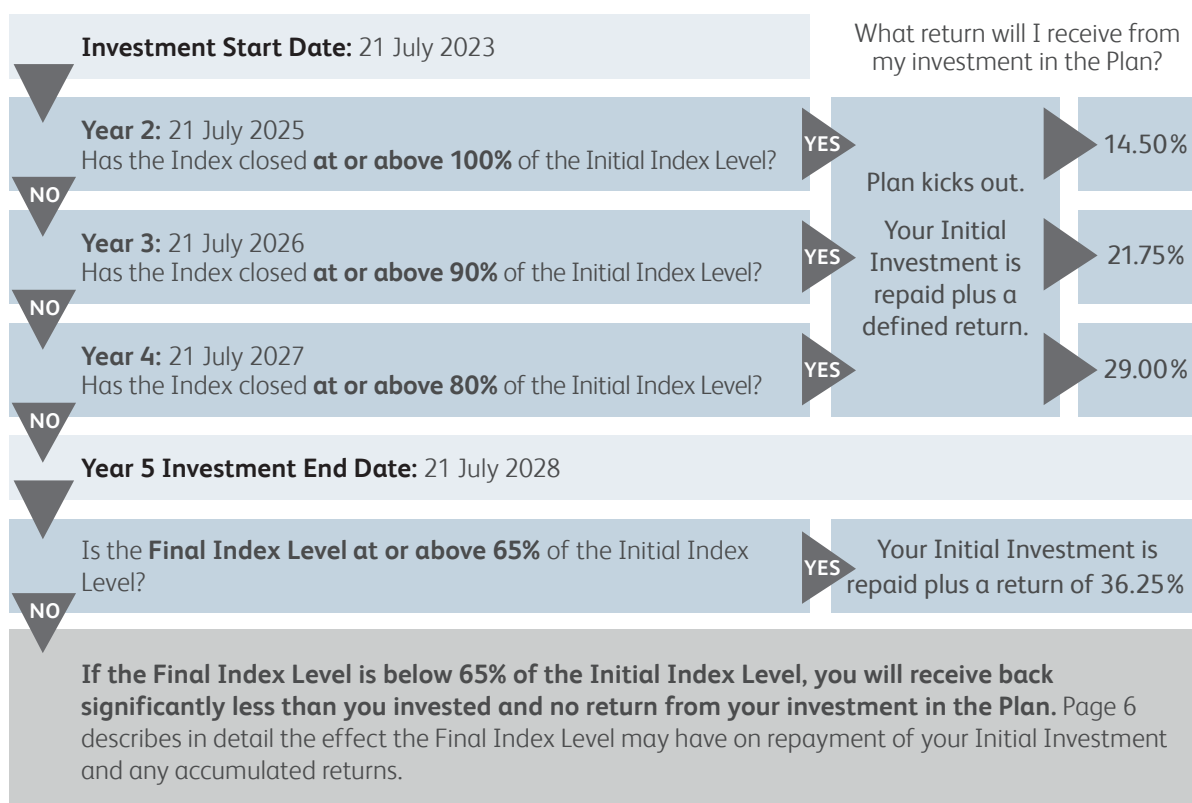 Investment Start Date: 21 July 2023
What return will I receive from
my investment in the Plan?
Year 2: 21 July 2025
Has the Index closed at or above 100% of the Initial Index Level?
YES
14.50%
NO
Year 3: 21 July 2026
Has the Index closed at or above 90% of the Initial Index Level?
YES
21.75%
NO
Year 4: 21 July 2027
Has the Index closed at or above 80% of the Initial Index Level?
YES
29.00%
Plan kicks out.
Your Initial
Investment is
repaid plus a
defined return.
NO
Year 5 Investment End Date: 21 July 2028
Is the Final Index Level at or above 65% of the Initial Index
Level?
YES
Your Initial Investment is
repaid plus a return of 36.25%
NO
If the Final Index Level is below 65% of the Initial Index Level, you will receive back
significantly less than you invested and no return from your investment in the Plan. Page 6
describes in detail the effect the Final Index Level may have on repayment of your Initial Investment
and any accumulated returns.